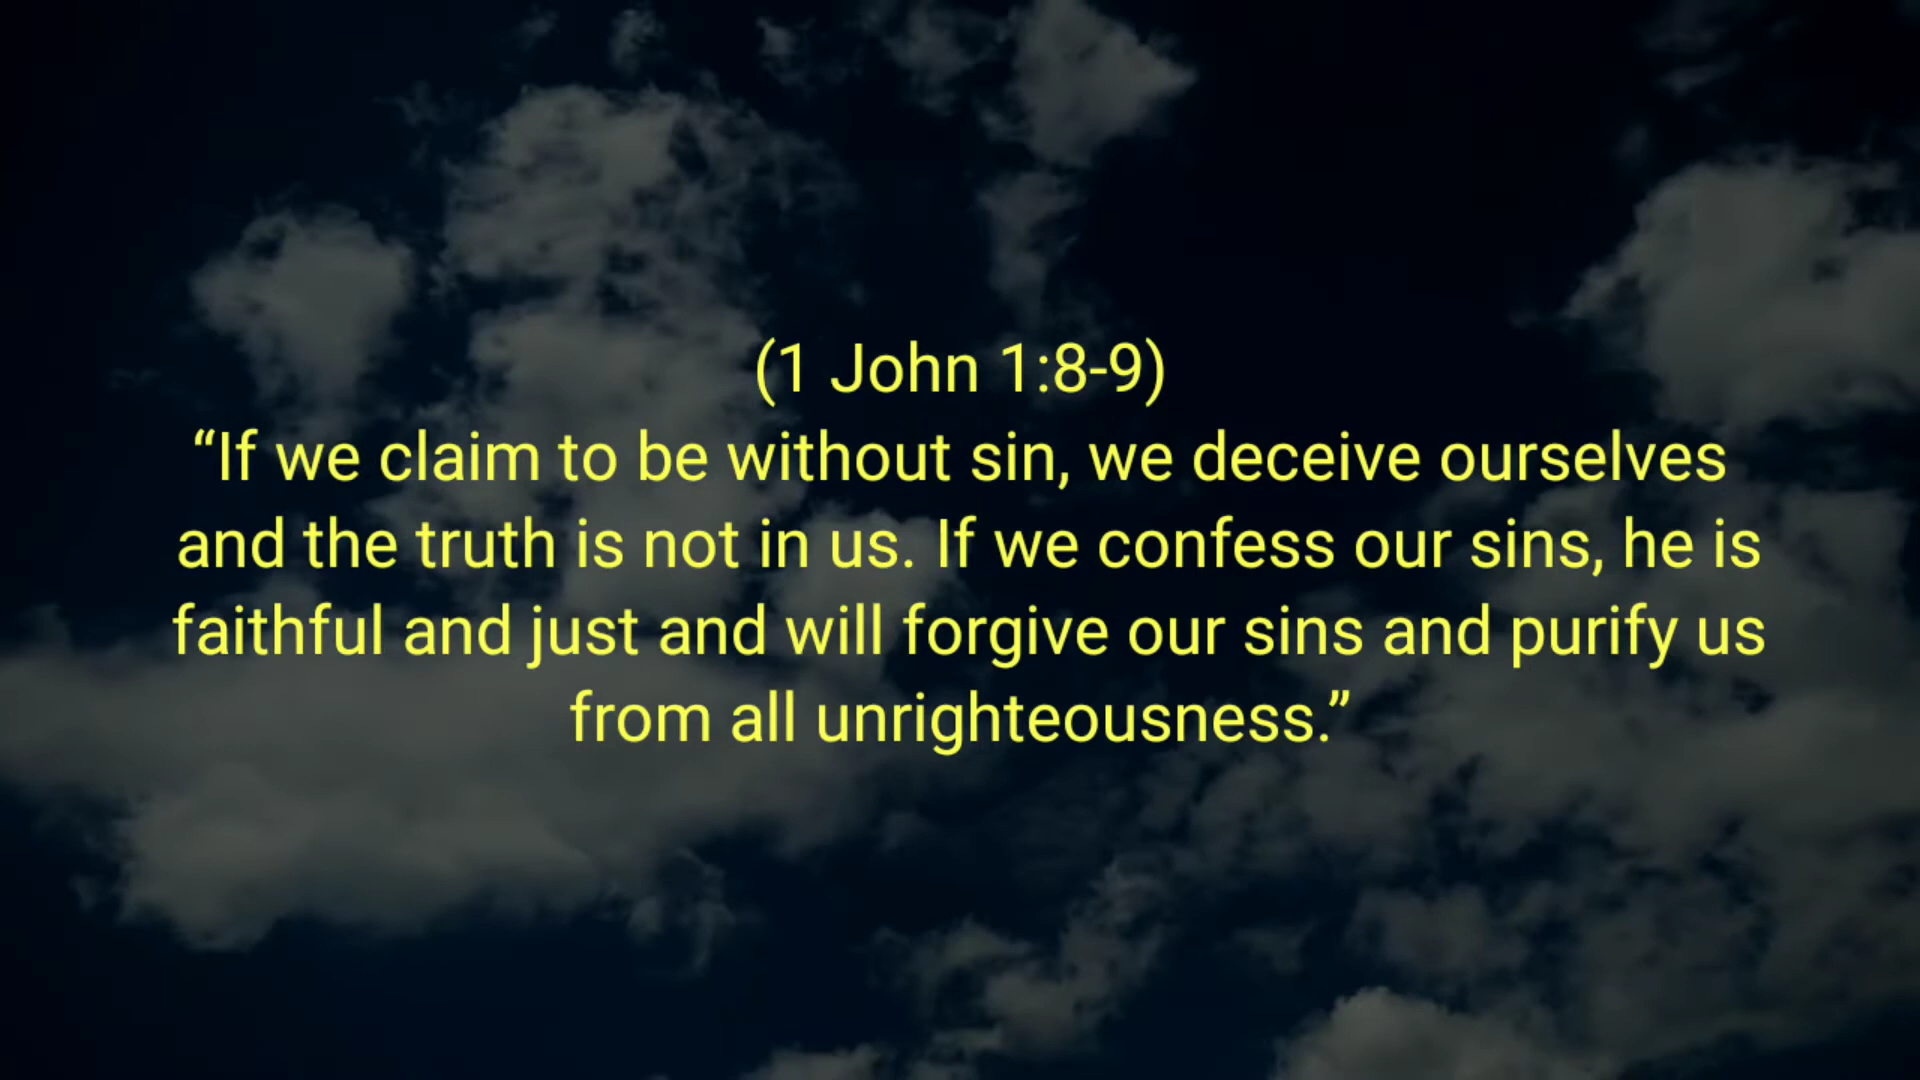 (1 John 1:8-9)
“If we claim to be without sin, we deceive ourselves
and the truth is not in us. If we confess our sins, he is
faithful and just and will forgive our sins and purify us
from all unrighteousness.”